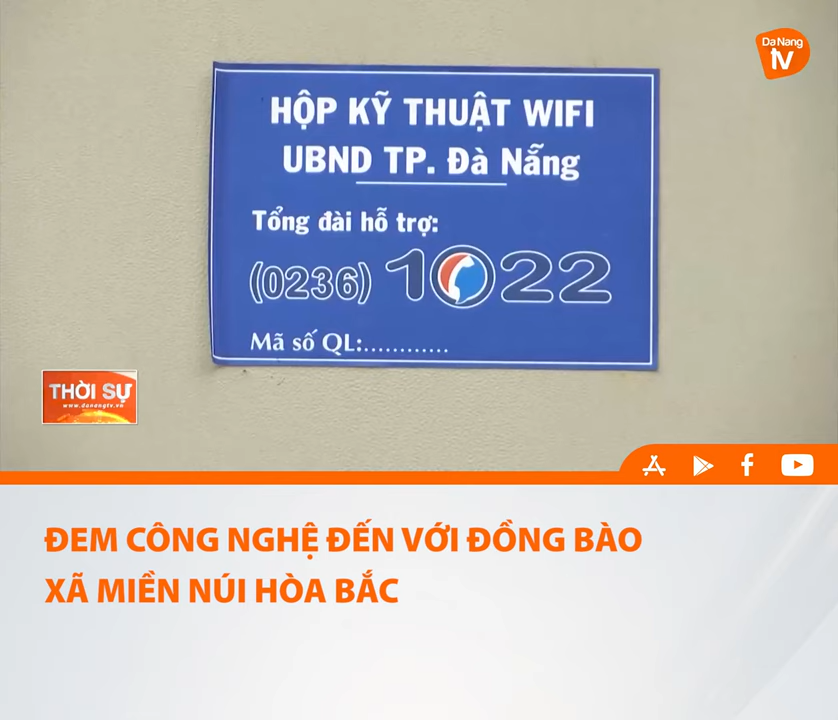 Da Nang
tv
HỘP KỸ THUẬT WIFI
UBND TP. Đà Nẵng
Tổng đài hỗ trợ:
(0236) 1022
Mã số QL:............
THỜI SỰ
www.danangtv.vn
ĐEM CÔNG NGHỆ ĐẾN VỚI ĐỒNG BÀO
XÃ MIỀN NÚI HÒA BẮC